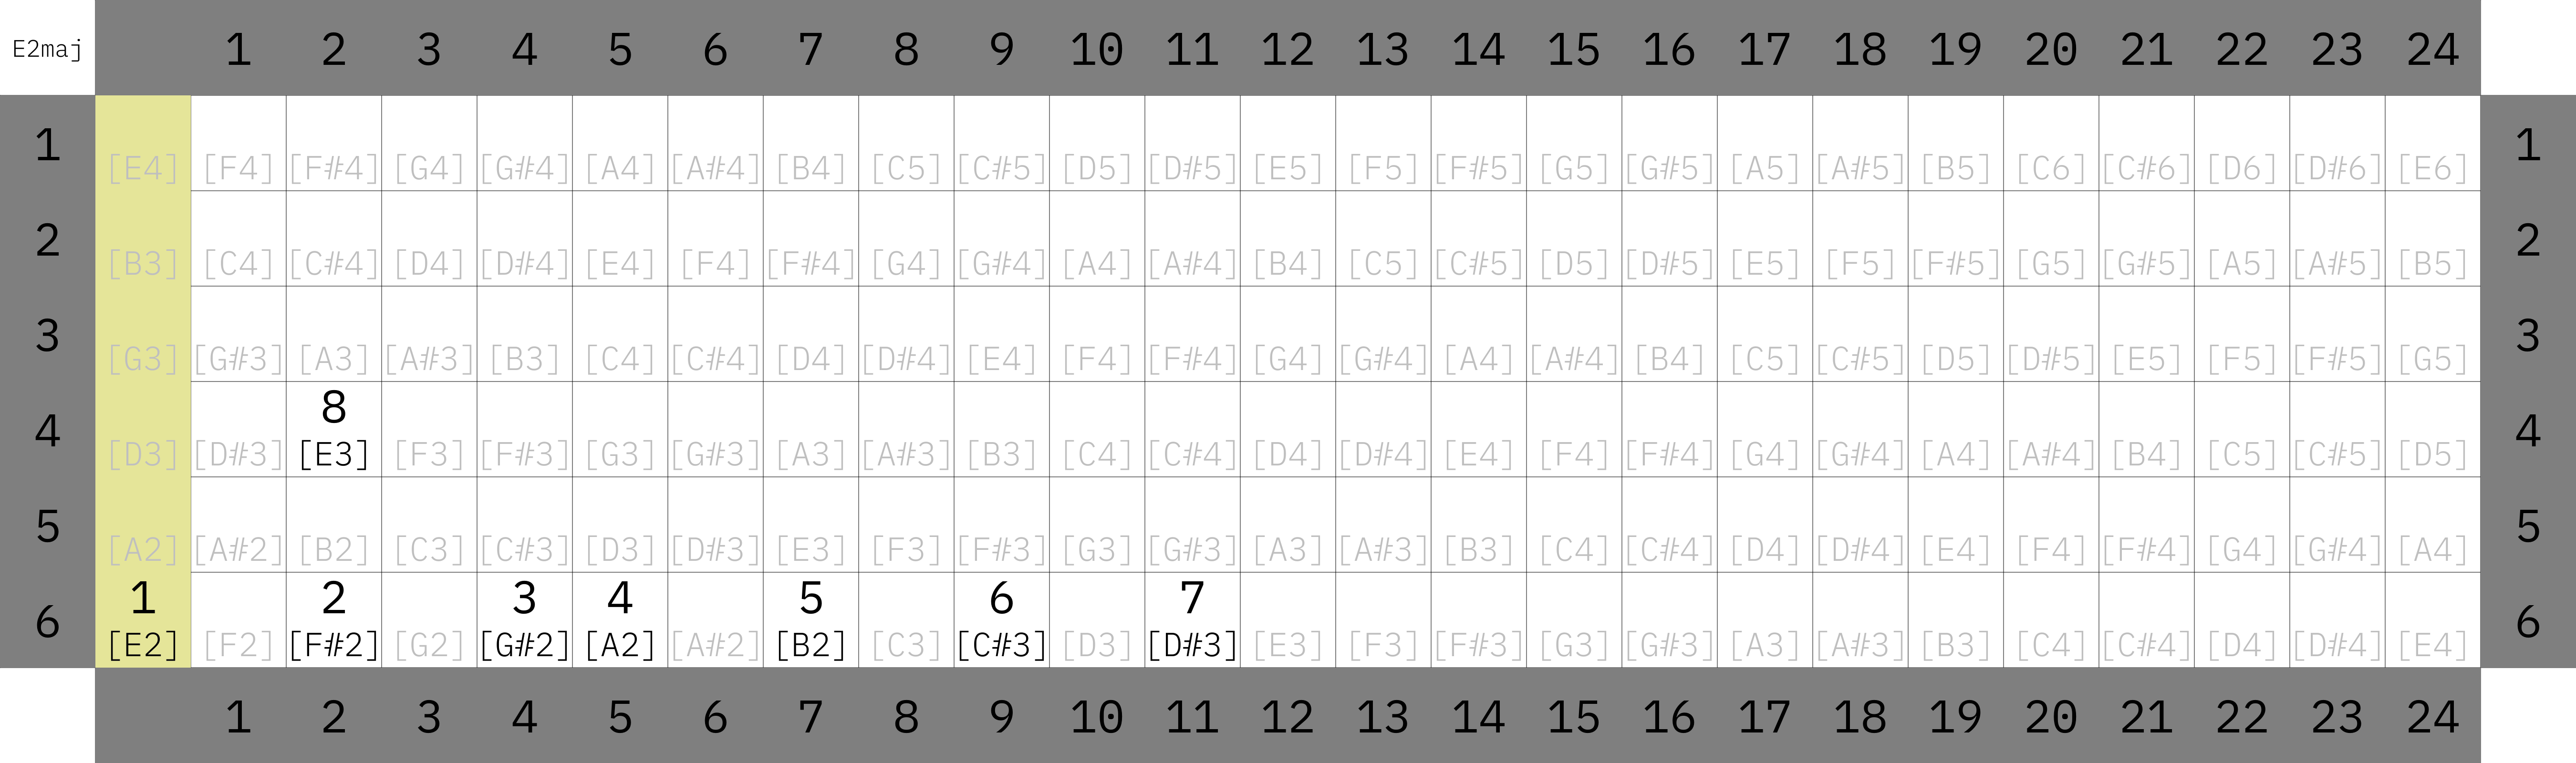 E2maj 1 2 3 4 5 6 7 8 9 10 11 12 13 14 15 16 17 18 19 20 21 22 23 24
1 [E4] [F4] [F#4] [G4] [G#4] [A4] [A#4] [B4] [C5] [C#5] [D5] [D#5] [E5] [F5] [F#5] [G5] [G#5] [A5] [A#5] [B5] [C6] [C#6] [D6] [D#6] [E6] 1
2 [B3] [C4] [C#4] [D4] [D#4] [E4] [F4] [F#4] [G4] [G#4] [A4] [A#4] [B4] [C5] [C#5] [D5] [D#5] [E5] [F5] [F#5] [G5] [G#5] [A5] [A#5] [B5] 2
3 [G3] [G#3] [A3] [A#3] [B3] [C4] [C#4] [D4] [D#4] [E4] [F4] [F#4] [G4] [G#4] [A4] [A#4] [B4] [C5] [C#5] [D5] [D#5] [E5] [F5] [F#5] [G5] 3
8
4 [D3] [D#3] [E3] [F3] [F#3] [G3] [G#3] [A3] [A#3] [B3] [C4] [C#4] [D4] [D#4] [E4] [F4] [F#4] [G4] [G#4] [A4] [A#4] [B4] [C5] [C#5] [D5] 4
5 [A2] [A#2] [B2] [C3] [C#3] [D3] [D#3] [E3] [F3] [F#3] [G3] [G#3] [A3] [A#3] [B3] [C4] [C#4] [D4] [D#4] [E4] [F4] [F#4] [G4] [G#4] [A4] 5
1 2 3 4 5 6 7
6 [E2] [F2] [F#2] [G2] [G#2] [A2] [A#2] [B2] [C3] [C#3] [D3] [D#3] [E3] [F3] [F#3] [G3] [G#3] [A3] [A#3] [B3] [C4] [C#4] [D4] [D#4] [E4] 6
1 2 3 4 5 6 7 8 9 10 11 12 13 14 15 16 17 18 19 20 21 22 23 24